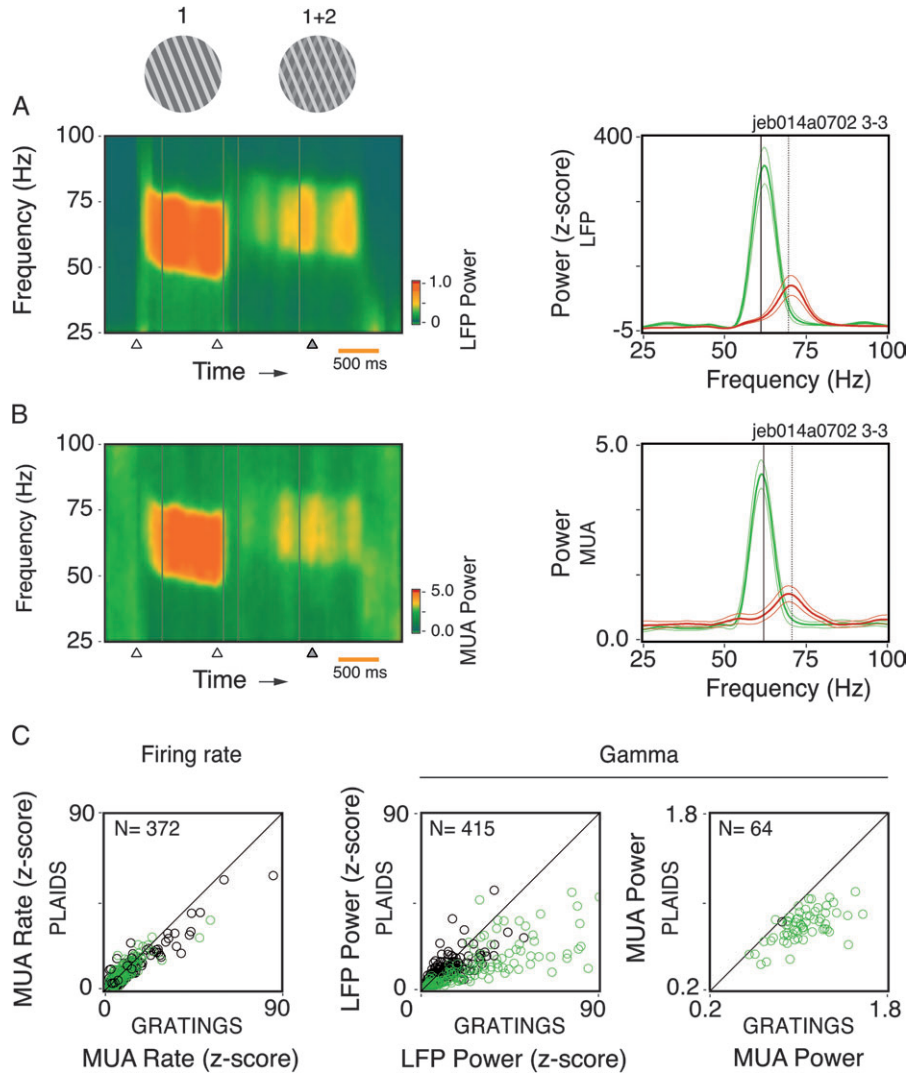 1 1+2
A
100
75
50
25
Frequency (Hz)
1.0
0
LFP Power
Time →
500 ms
jeb014a0702 3-3
400
-5
Power (z-score)
LFP
25 50 75 100
Frequency (Hz)
B
100
75
50
25
Frequency (Hz)
5.0
0.0
MUA Power
Time →
500 ms
jeb014a0702 3-3
5.0
0.0
Power
MUA
25 50 75 100
Frequency (Hz)
C
Firing rate
Gamma
MUA Rate (z-score)
PLAIDS
90
N= 372
0
0 90
GRATINGS
MUA Rate (z-score)
LFP Power (z-score)
PLAIDS
90
N= 415
0
0 90
GRATINGS
LFP Power (z-score)
MUA Power
PLAIDS
1.8
N= 64
0.2
0.2 1.8
GRATINGS
MUA Power